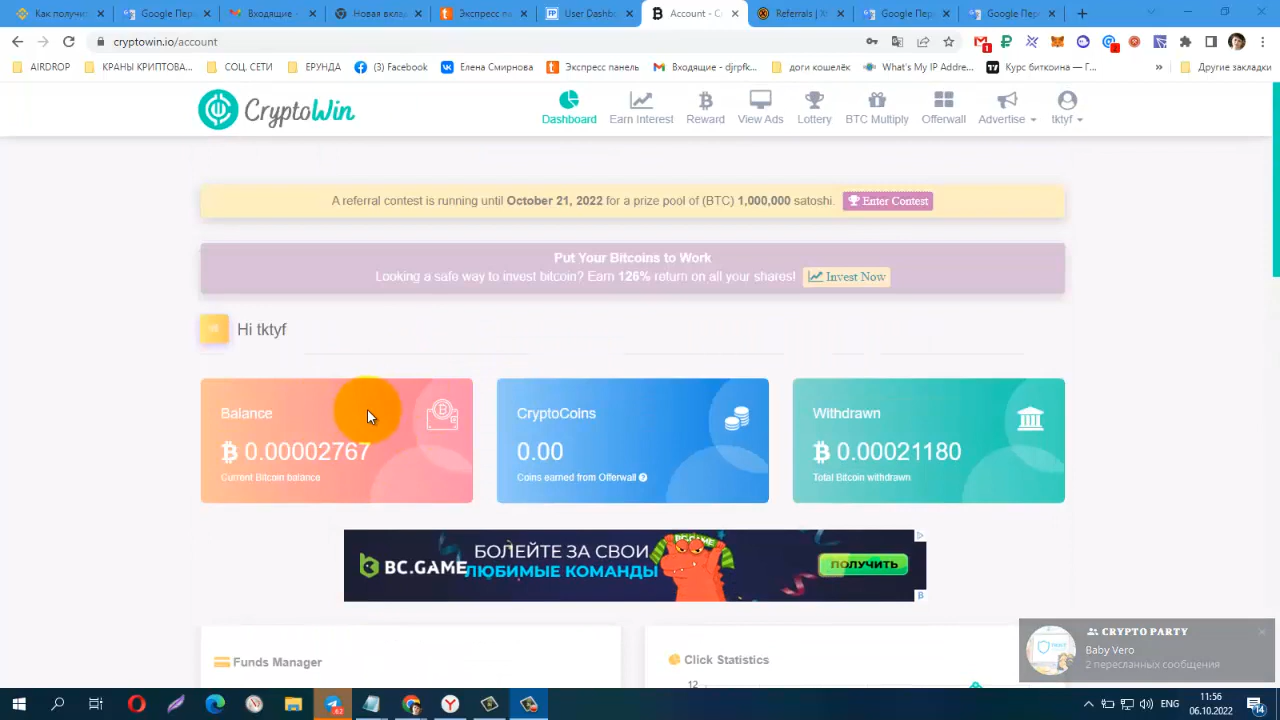 Как получи
Google Пер
Входящие -
Новая вкла
Экспресс па
User Dashb
Account - C
Referrals | X
Google Пер
Google Пер
cryptowin.io/account
AIRDROP
КРАНЫ КРИПТОВА...
СОЦ. СЕТИ
ЕРУНДА
(3) Facebook
Елена Смирнова
Экспресс панель
Входящие – djrpfk...
доги кошелёк
What's My IP Addre...
Курс биткоина — Г...
»
Другие закладки
CryptoWin
Dashboard
Earn Interest
Reward
View Ads
Lottery
BTC Multiply
Offerwall
Advertise
tktyf
A referral contest is running until October 21, 2022 for a prize pool of (BTC) 1,000,000 satoshi.
Enter Contest
Put Your Bitcoins to Work
Looking a safe way to invest bitcoin? Earn 126% return on all your shares!
Invest Now
Hi tktyf
Balance
₿ 0.00002767
Current Bitcoin balance
CryptoCoins
0.00
Coins earned from Offerwall
Withdrawn
₿ 0.00021180
Total Bitcoin withdrawn
BC.GAME
БОЛЕЙТЕ ЗА СВОИ
ЛЮБИМЫЕ КОМАНДЫ
ПОЛУЧИТЬ
Funds Manager
Click Statistics
12
CRYPTO PARTY
Baby Vero
2 пересланных сообщения
ENG
11:56
06.10.2022
14